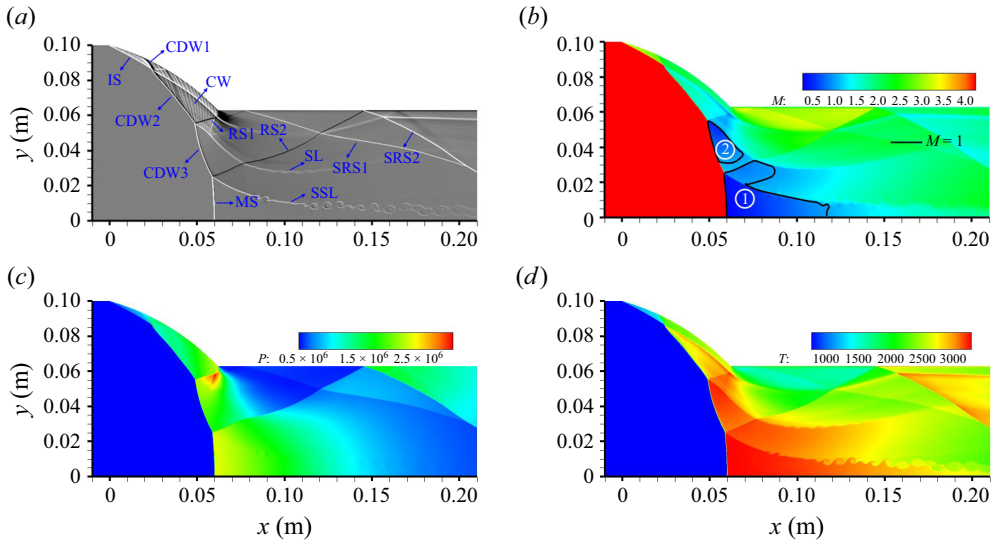 (a)
0.10
0.08
0.06
0.04
0.02
0
y (m)
CDW1
IS
CW
CDW2
RS1
RS2
SL
SRS1
SRS2
CDW3
MS
SSL
0
0.05
0.10
0.15
0.20
(b)
0.10
0.08
0.06
0.04
0.02
0
M:
0.5 1.0 1.5 2.0 2.5 3.0 3.5 4.0
M = 1
2
1
0
0.05
0.10
0.15
0.20
(c)
0.10
0.08
0.06
0.04
0.02
0
y (m)
P:
0.5 × 10⁶ 1.5 × 10⁶ 2.5 × 10⁶
0
0.05
0.10
0.15
0.20
x (m)
(d)
0.10
0.08
0.06
0.04
0.02
0
T:
1000 1500 2000 2500 3000
0
0.05
0.10
0.15
0.20
x (m)